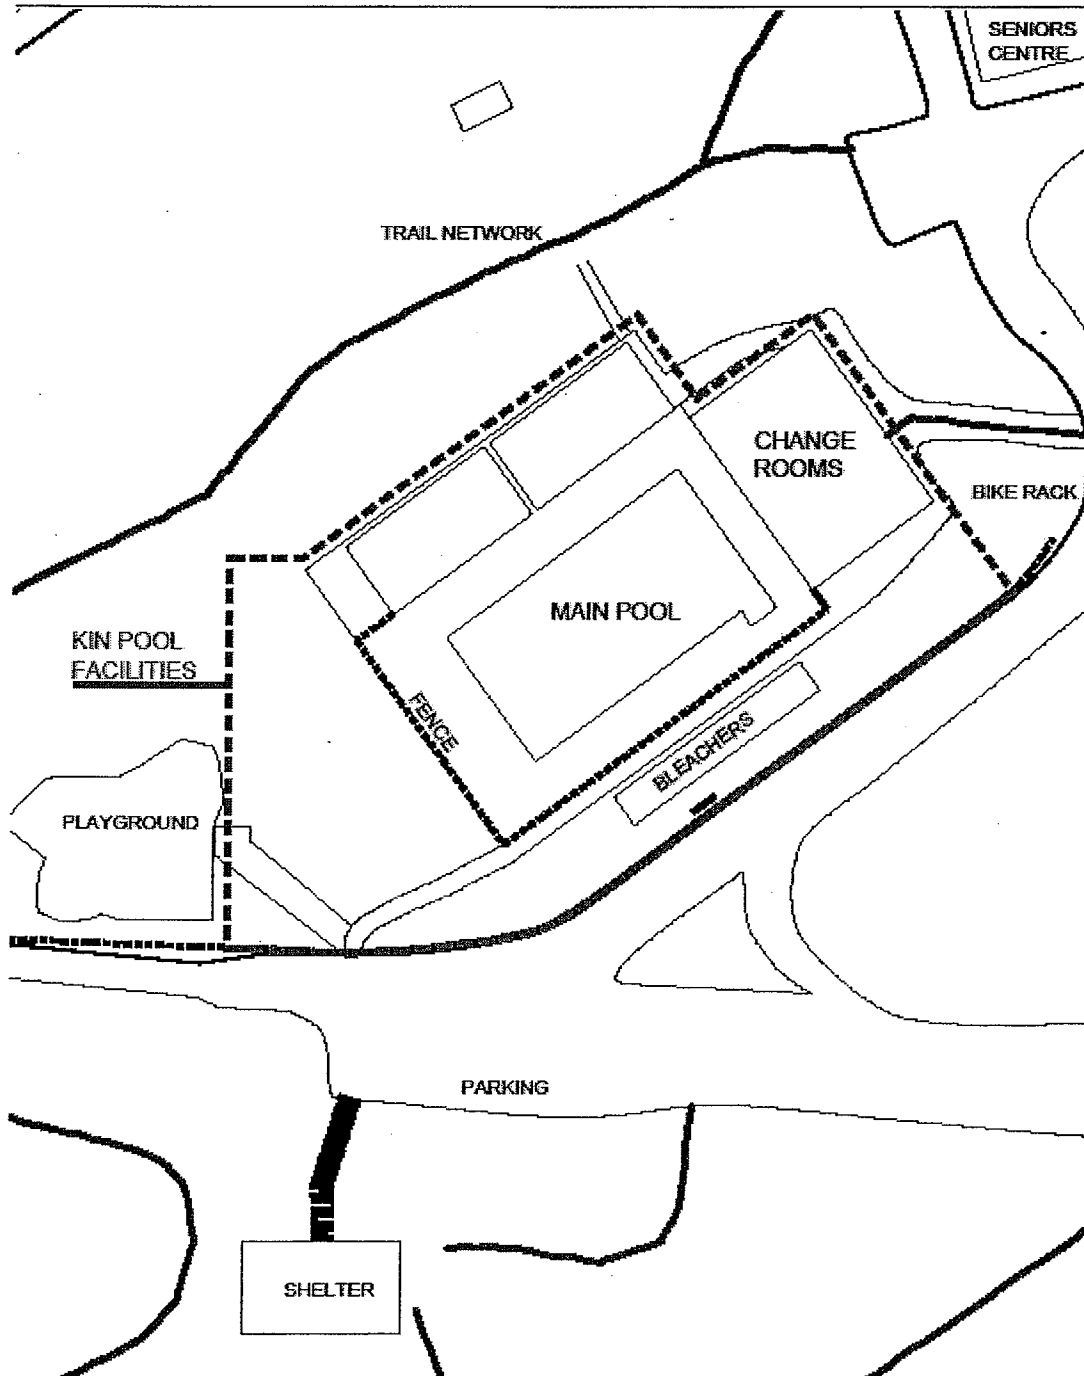 SENIORS
CENTRE
TRAIL NETWORK
CHANGE
ROOMS
BIKE RACK
MAIN POOL
KIN POOL
FACILITIES
FENCE
BLEACHERS
PLAYGROUND
PARKING
SHELTER